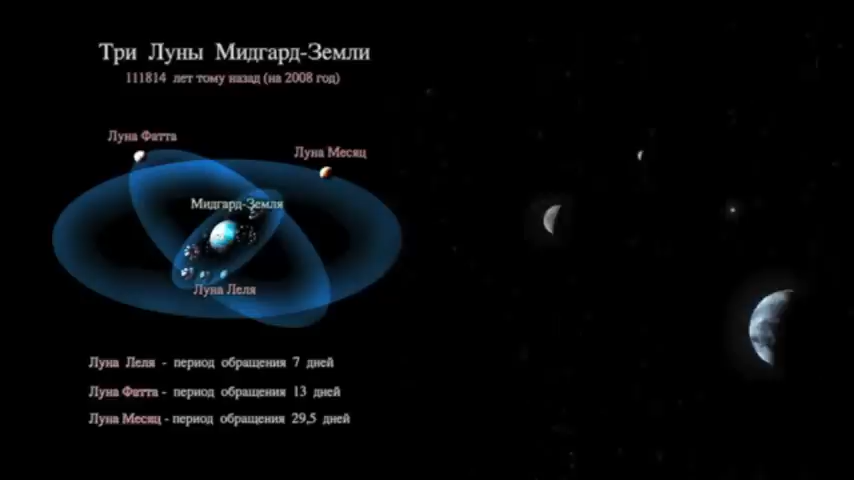 Три Луны Мидгард-Земли
111814 лет тому назад (на 2008 год)
Луна Фатта
Луна Месяц
Мидгард-Земля
Луна Леля
Луна Леля - период обращения 7 дней
Луна Фатта - период обращения 13 дней
Луна Месяц - период обращения 29,5 дней